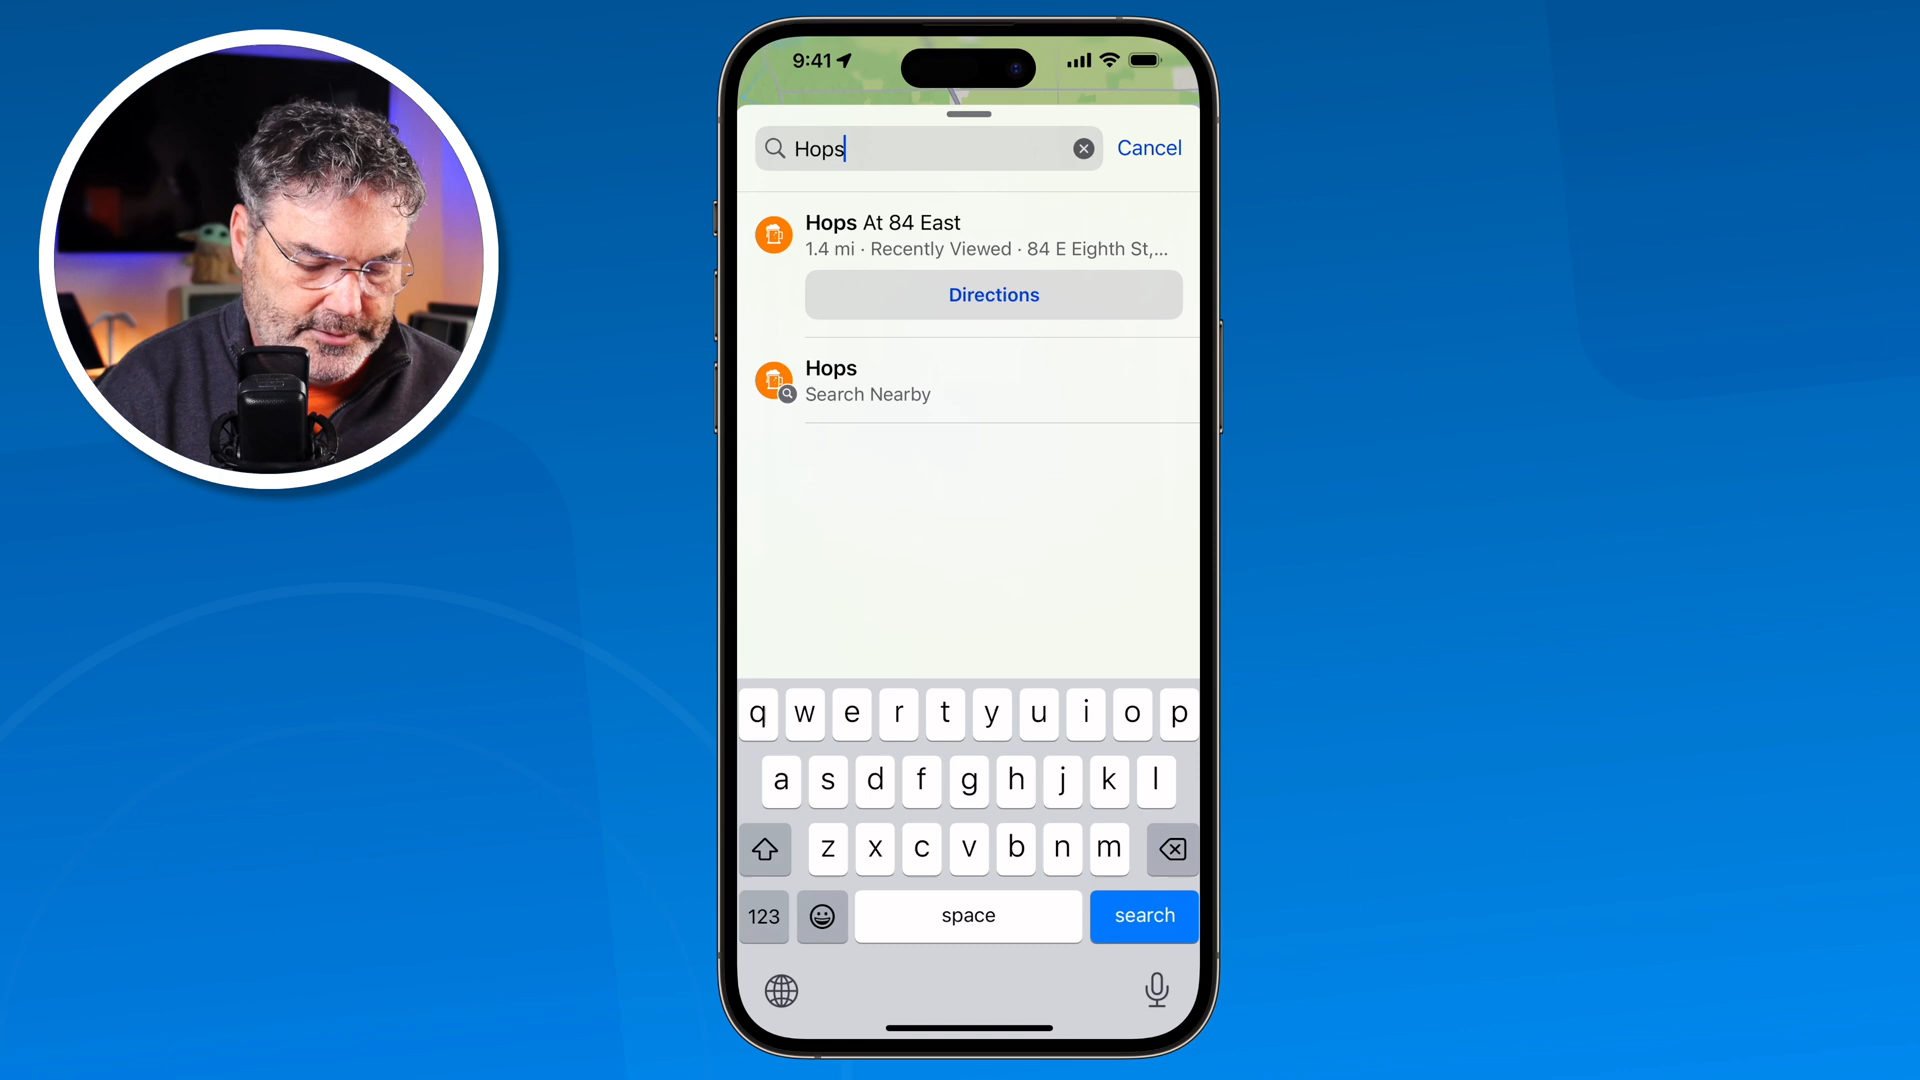 9:41
Hops
Cancel
Hops At 84 East
1.4 mi · Recently Viewed · 84 E Eighth St,...
Directions
Hops
Search Nearby
q w e r t y u i o p
a s d f g h j k l
z x c v b n m
123 space search